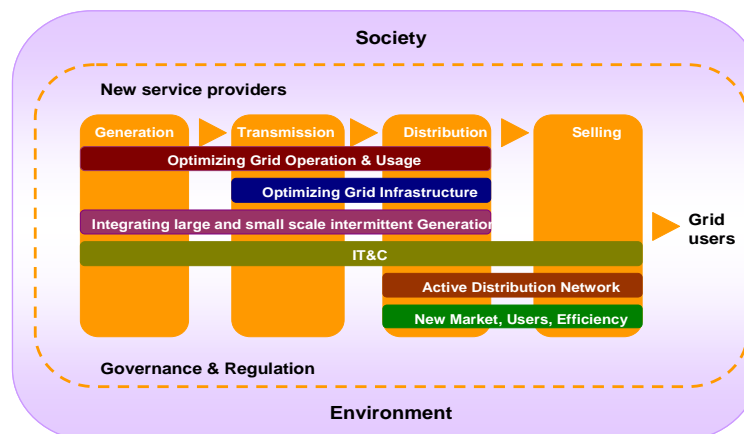 Society
New service providers
Generation
Transmission
Distribution
Selling
Optimizing Grid Operation & Usage
Optimizing Grid Infrastructure
Integrating large and small scale intermittent Generation
IT&C
Grid
users
Active Distribution Network
New Market, Users, Efficiency
Governance & Regulation
Environment